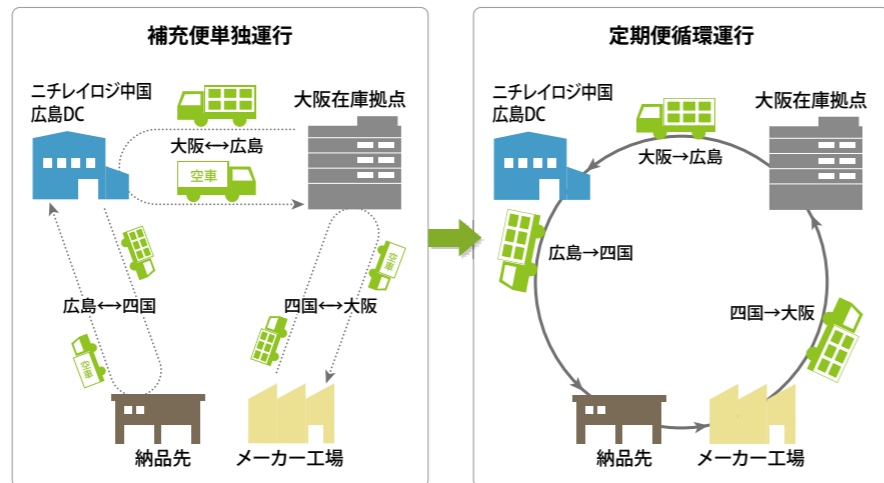 補充便単独運行
ニチレイロジ中国
広島DC
大阪在庫拠点
大阪↔広島
空車
空車
広島↔四国
四国↔大阪
空車
納品先
メーカー工場
定期便循環運行
ニチレイロジ中国
広島DC
大阪在庫拠点
大阪→広島
広島→四国
四国→大阪
納品先
メーカー工場